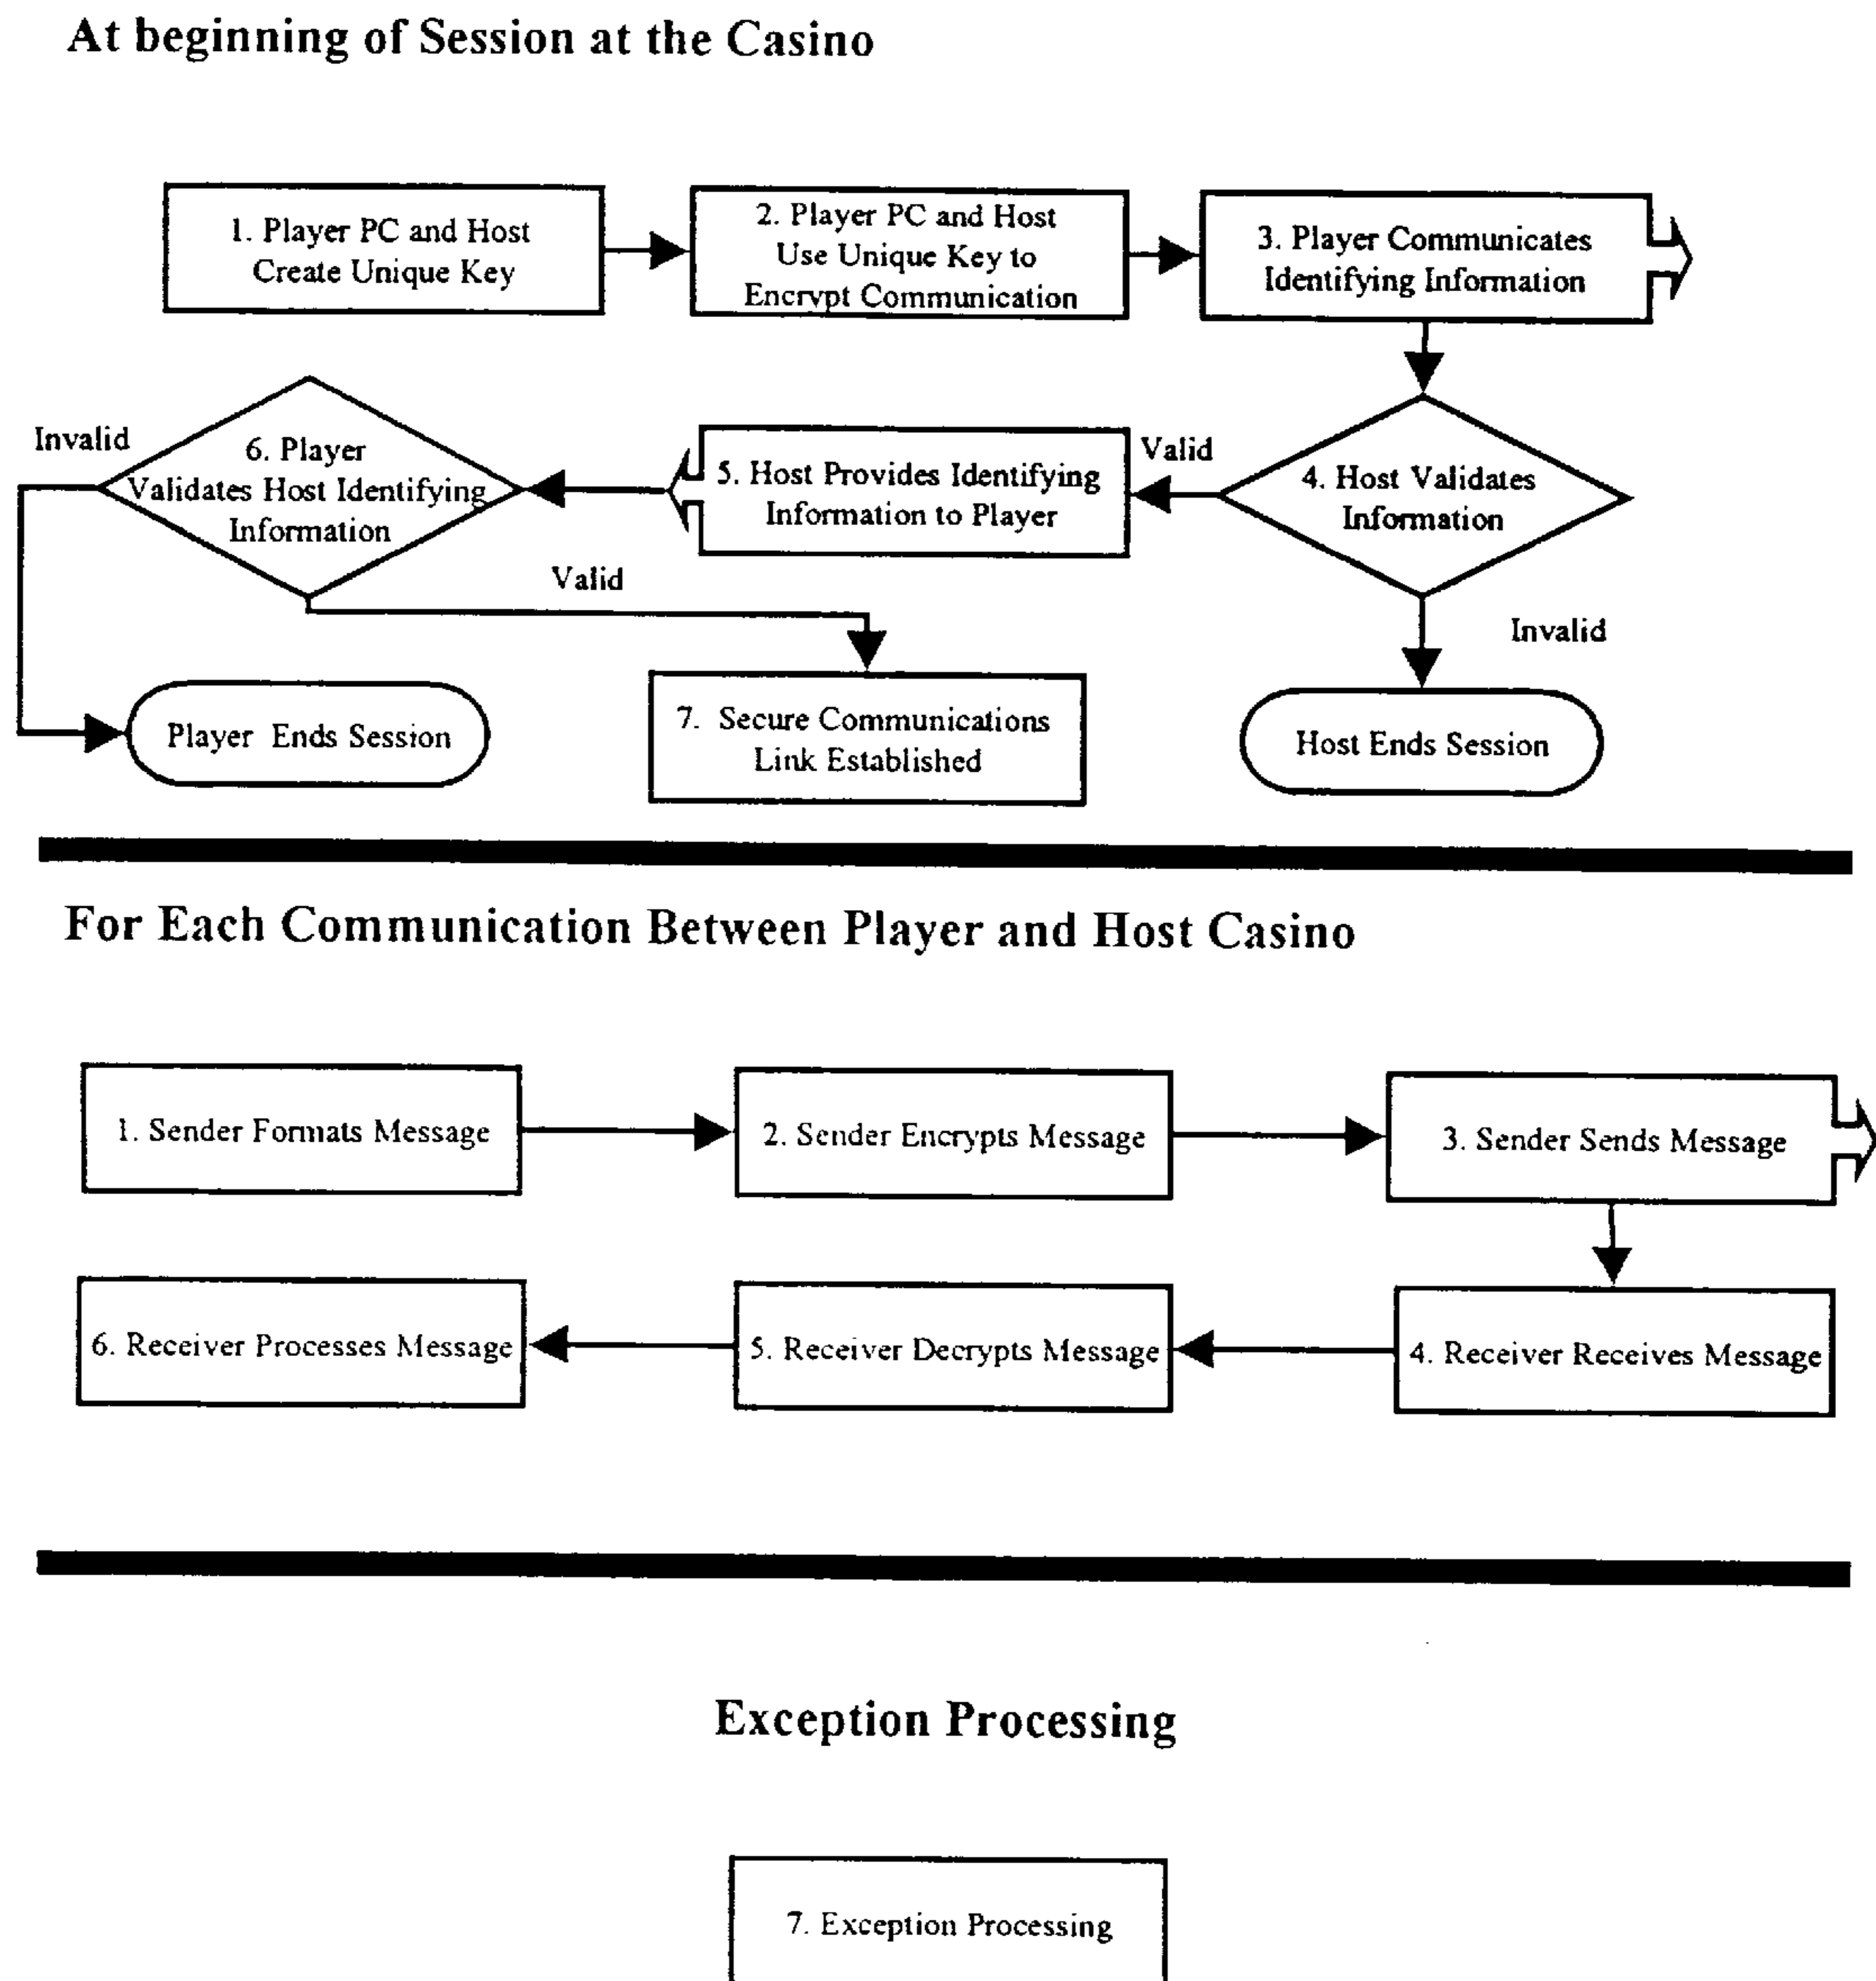 At beginning of Session at the Casino
1. Player PC and Host
Create Unique Key
2. Player PC and Host
Use Unique Key to
Encrypt Communication
3. Player Communicates
Identifying Information
4. Host Validates
Information
Valid
Invalid
5. Host Provides Identifying
Information to Player
6. Player
Validates Host Identifying
Information
Invalid
Valid
Player Ends Session
7. Secure Communications
Link Established
Host Ends Session
For Each Communication Between Player and Host Casino
1. Sender Formats Message
2. Sender Encrypts Message
3. Sender Sends Message
4. Receiver Receives Message
5. Receiver Decrypts Message
6. Receiver Processes Message
Exception Processing
7. Exception Processing